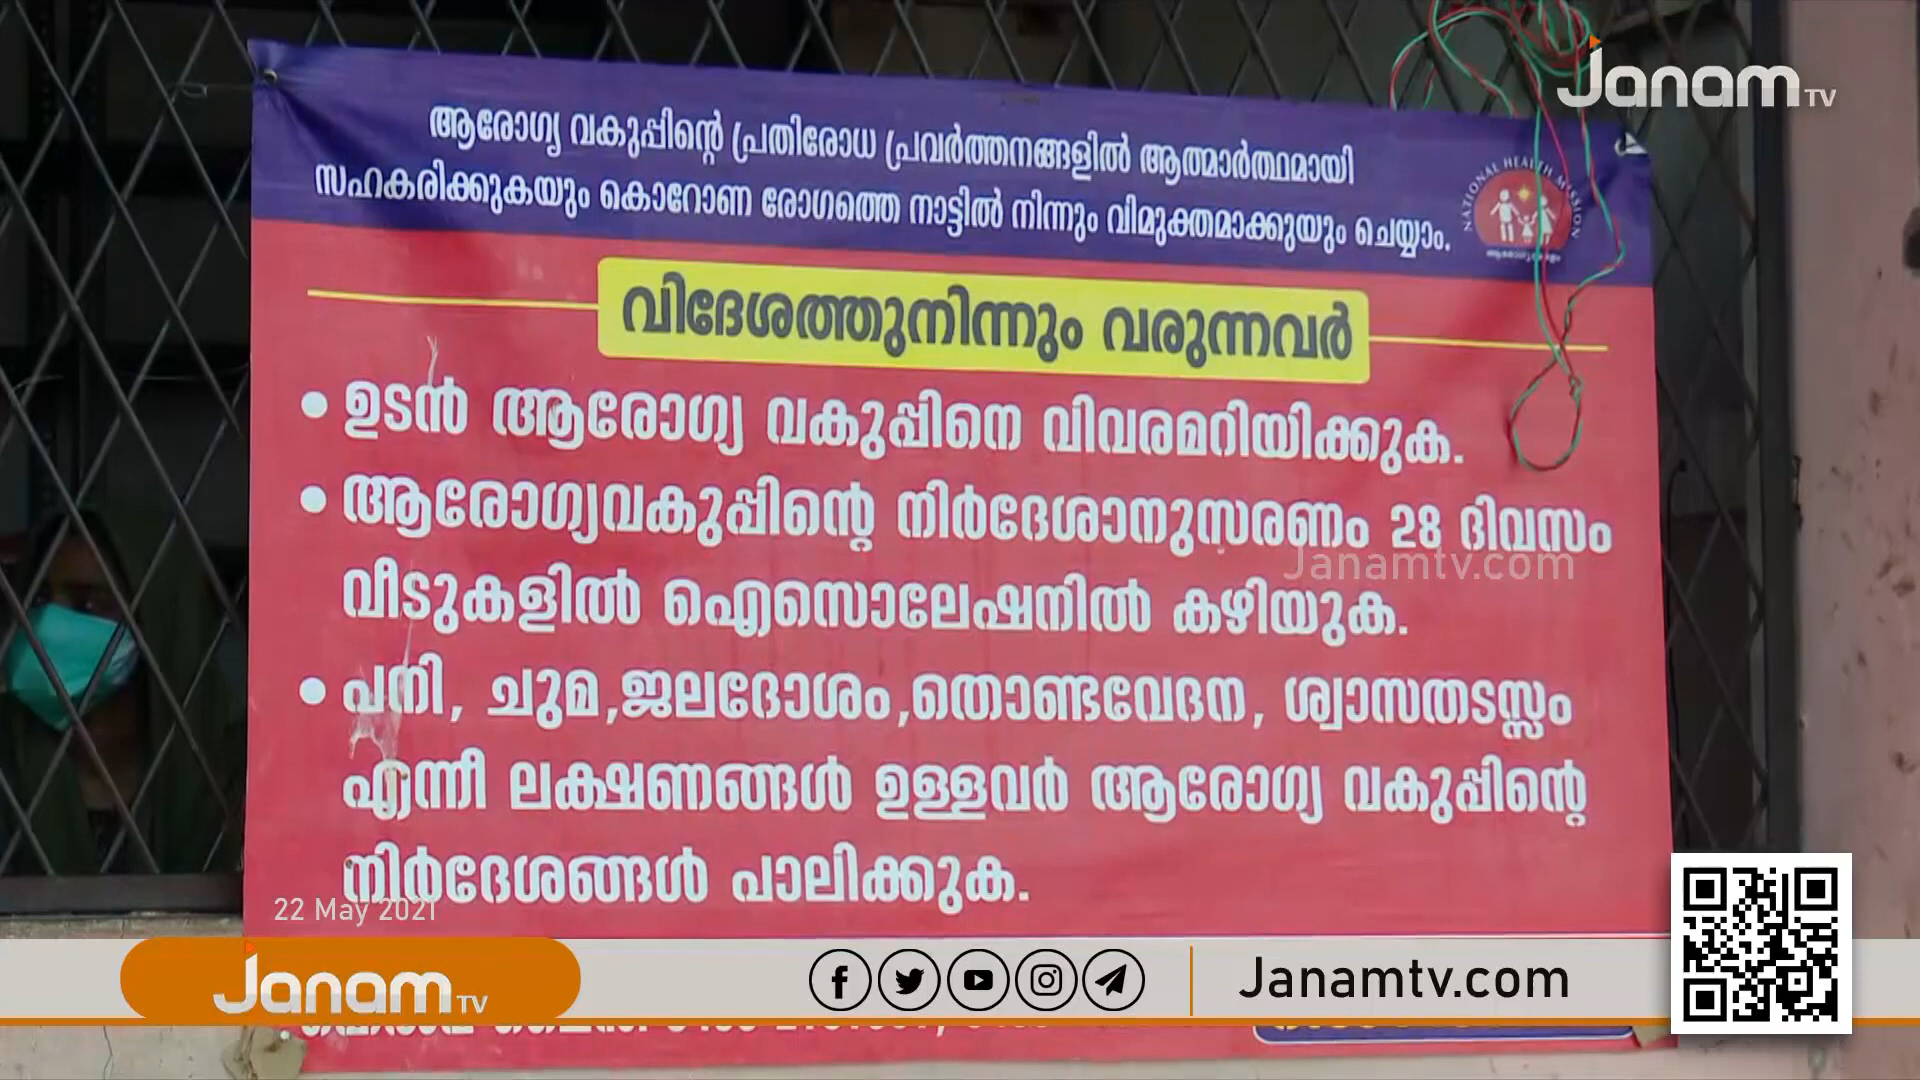 Janam TV
ആരോഗ്യ വകുപ്പിന്റെ പ്രതിരോധ പ്രവർത്തനങ്ങളിൽ ആത്മാർത്ഥമായി
സഹകരിക്കുകയും കൊറോണ രോഗത്തെ നാട്ടിൽ നിന്നും വിമുക്തമാക്കുയും ചെയ്യാം.
NATIONAL HEALTH MISSION
വിദേശത്തുനിന്നും വരുന്നവർ
• ഉടൻ ആരോഗ്യ വകുപ്പിനെ വിവരമറിയിക്കുക.
• ആരോഗ്യവകുപ്പിന്റെ നിർദേശാനുസരണം 28 ദിവസം
വീടുകളിൽ ഐസൊലേഷനിൽ കഴിയുക.
Janamtv.com
• പനി, ചുമ,ജലദോശം,തൊണ്ടവേദന, ശ്വാസതടസ്സം
എന്നീ ലക്ഷണങ്ങൾ ഉള്ളവർ ആരോഗ്യ വകുപ്പിന്റെ
നിർദേശങ്ങൾ പാലിക്കുക.
22 May 2021
Janam TV
Janamtv.com